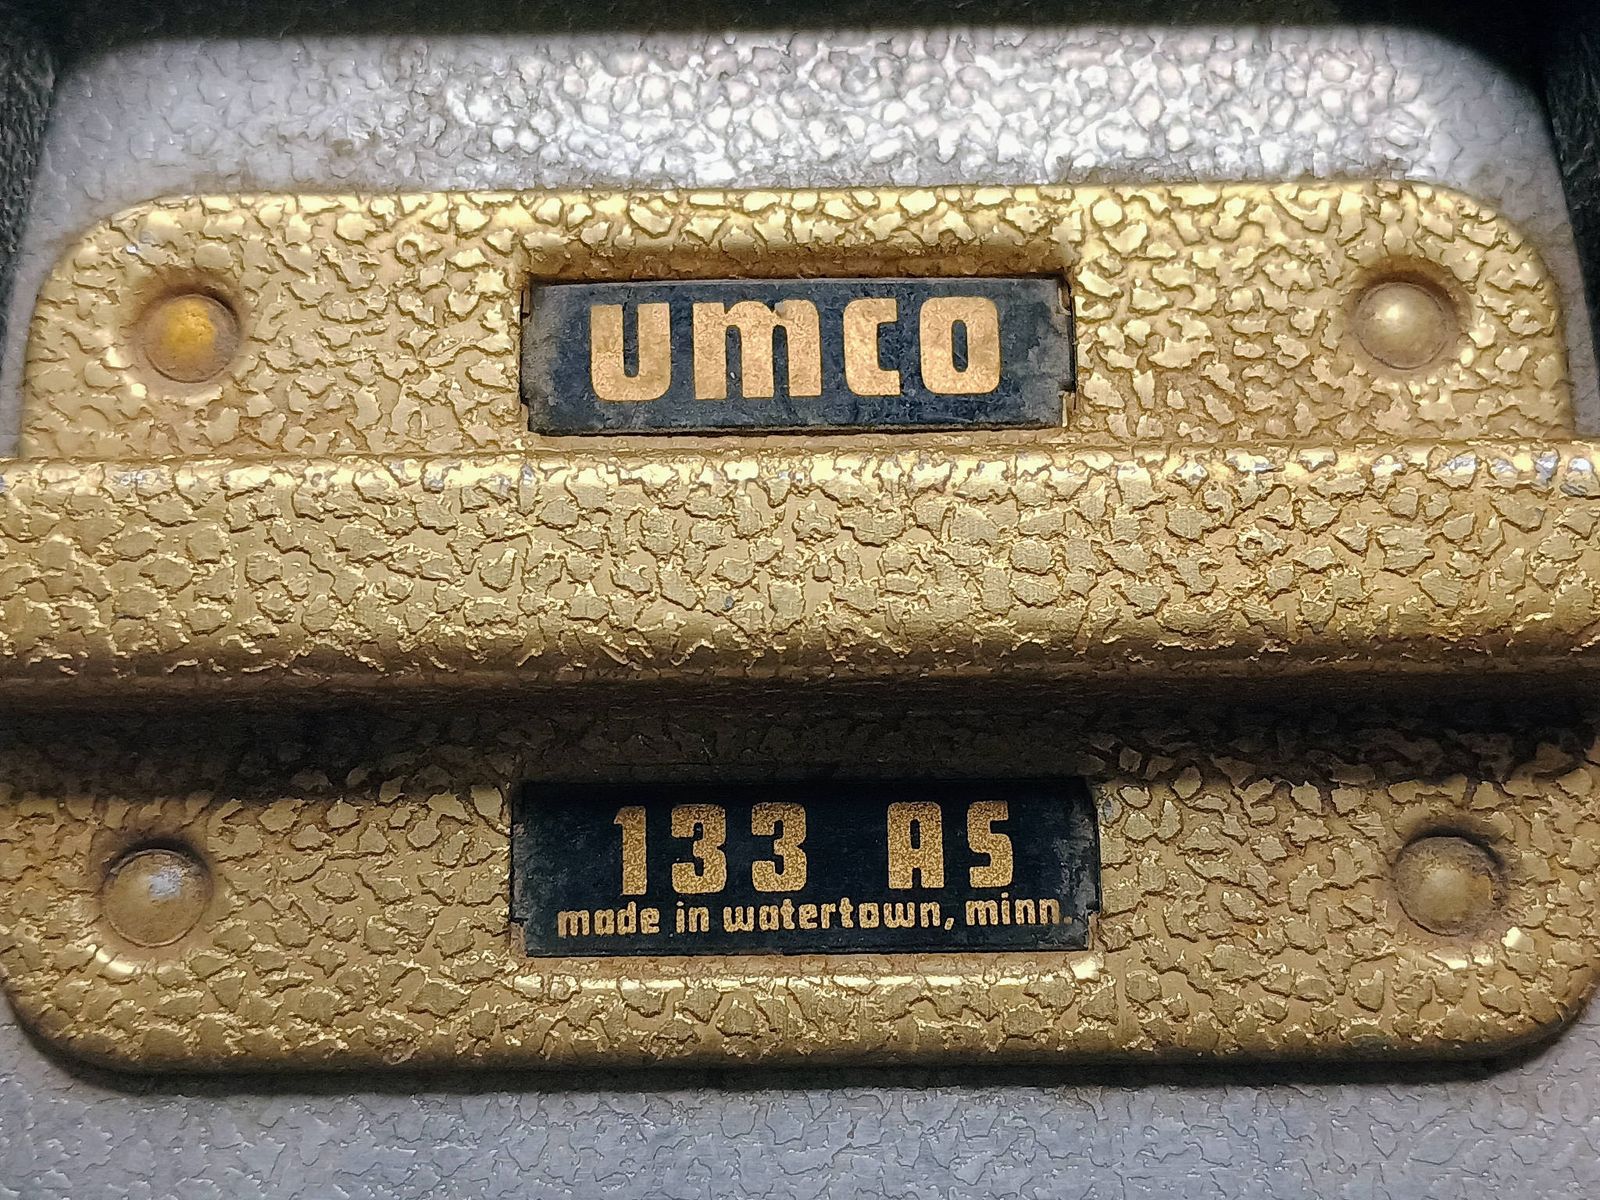 umco
133 AS
made in watertown, minn.